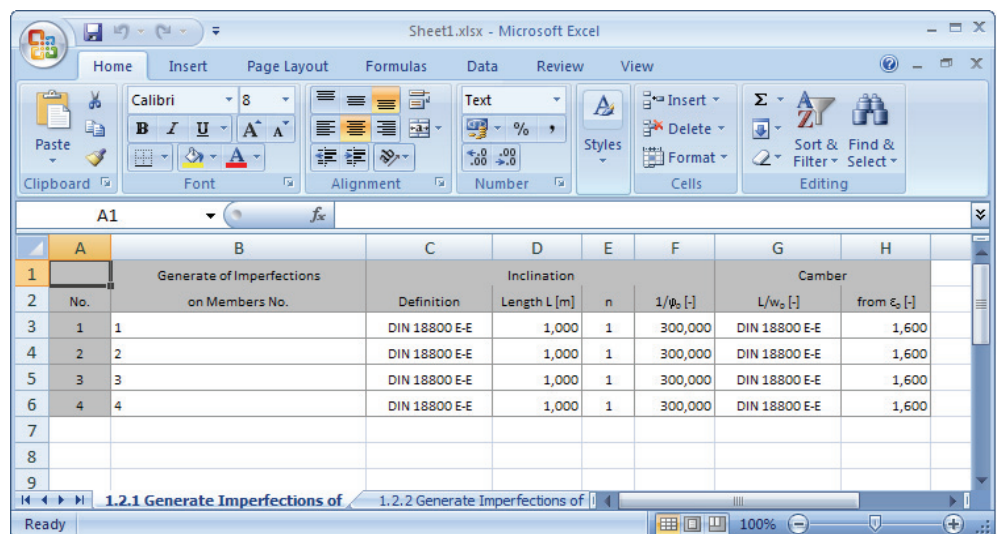 Sheet1.xlsx - Microsoft Excel
Home Insert Page Layout Formulas Data Review View
Calibri 8 Text Insert Σ
B I U A A % , Delete
Paste Styles Sort & Find &
A .00 .00 .0 Format Filter Select
Clipboard Font Alignment Number Cells Editing
A1 fx
A B C D E F G H
1 Generate of Imperfections Inclination Camber
2 No. on Members No. Definition Length L [m] n 1/φ₀ [-] L/w₀ [-] from ε₀ [-]
3 1 1 DIN 18800 E-E 1,000 1 300,000 DIN 18800 E-E 1,600
4 2 2 DIN 18800 E-E 1,000 1 300,000 DIN 18800 E-E 1,600
5 3 3 DIN 18800 E-E 1,000 1 300,000 DIN 18800 E-E 1,600
6 4 4 DIN 18800 E-E 1,000 1 300,000 DIN 18800 E-E 1,600
7
8
9
1.2.1 Generate Imperfections of 1.2.2 Generate Imperfections of
Ready 100%